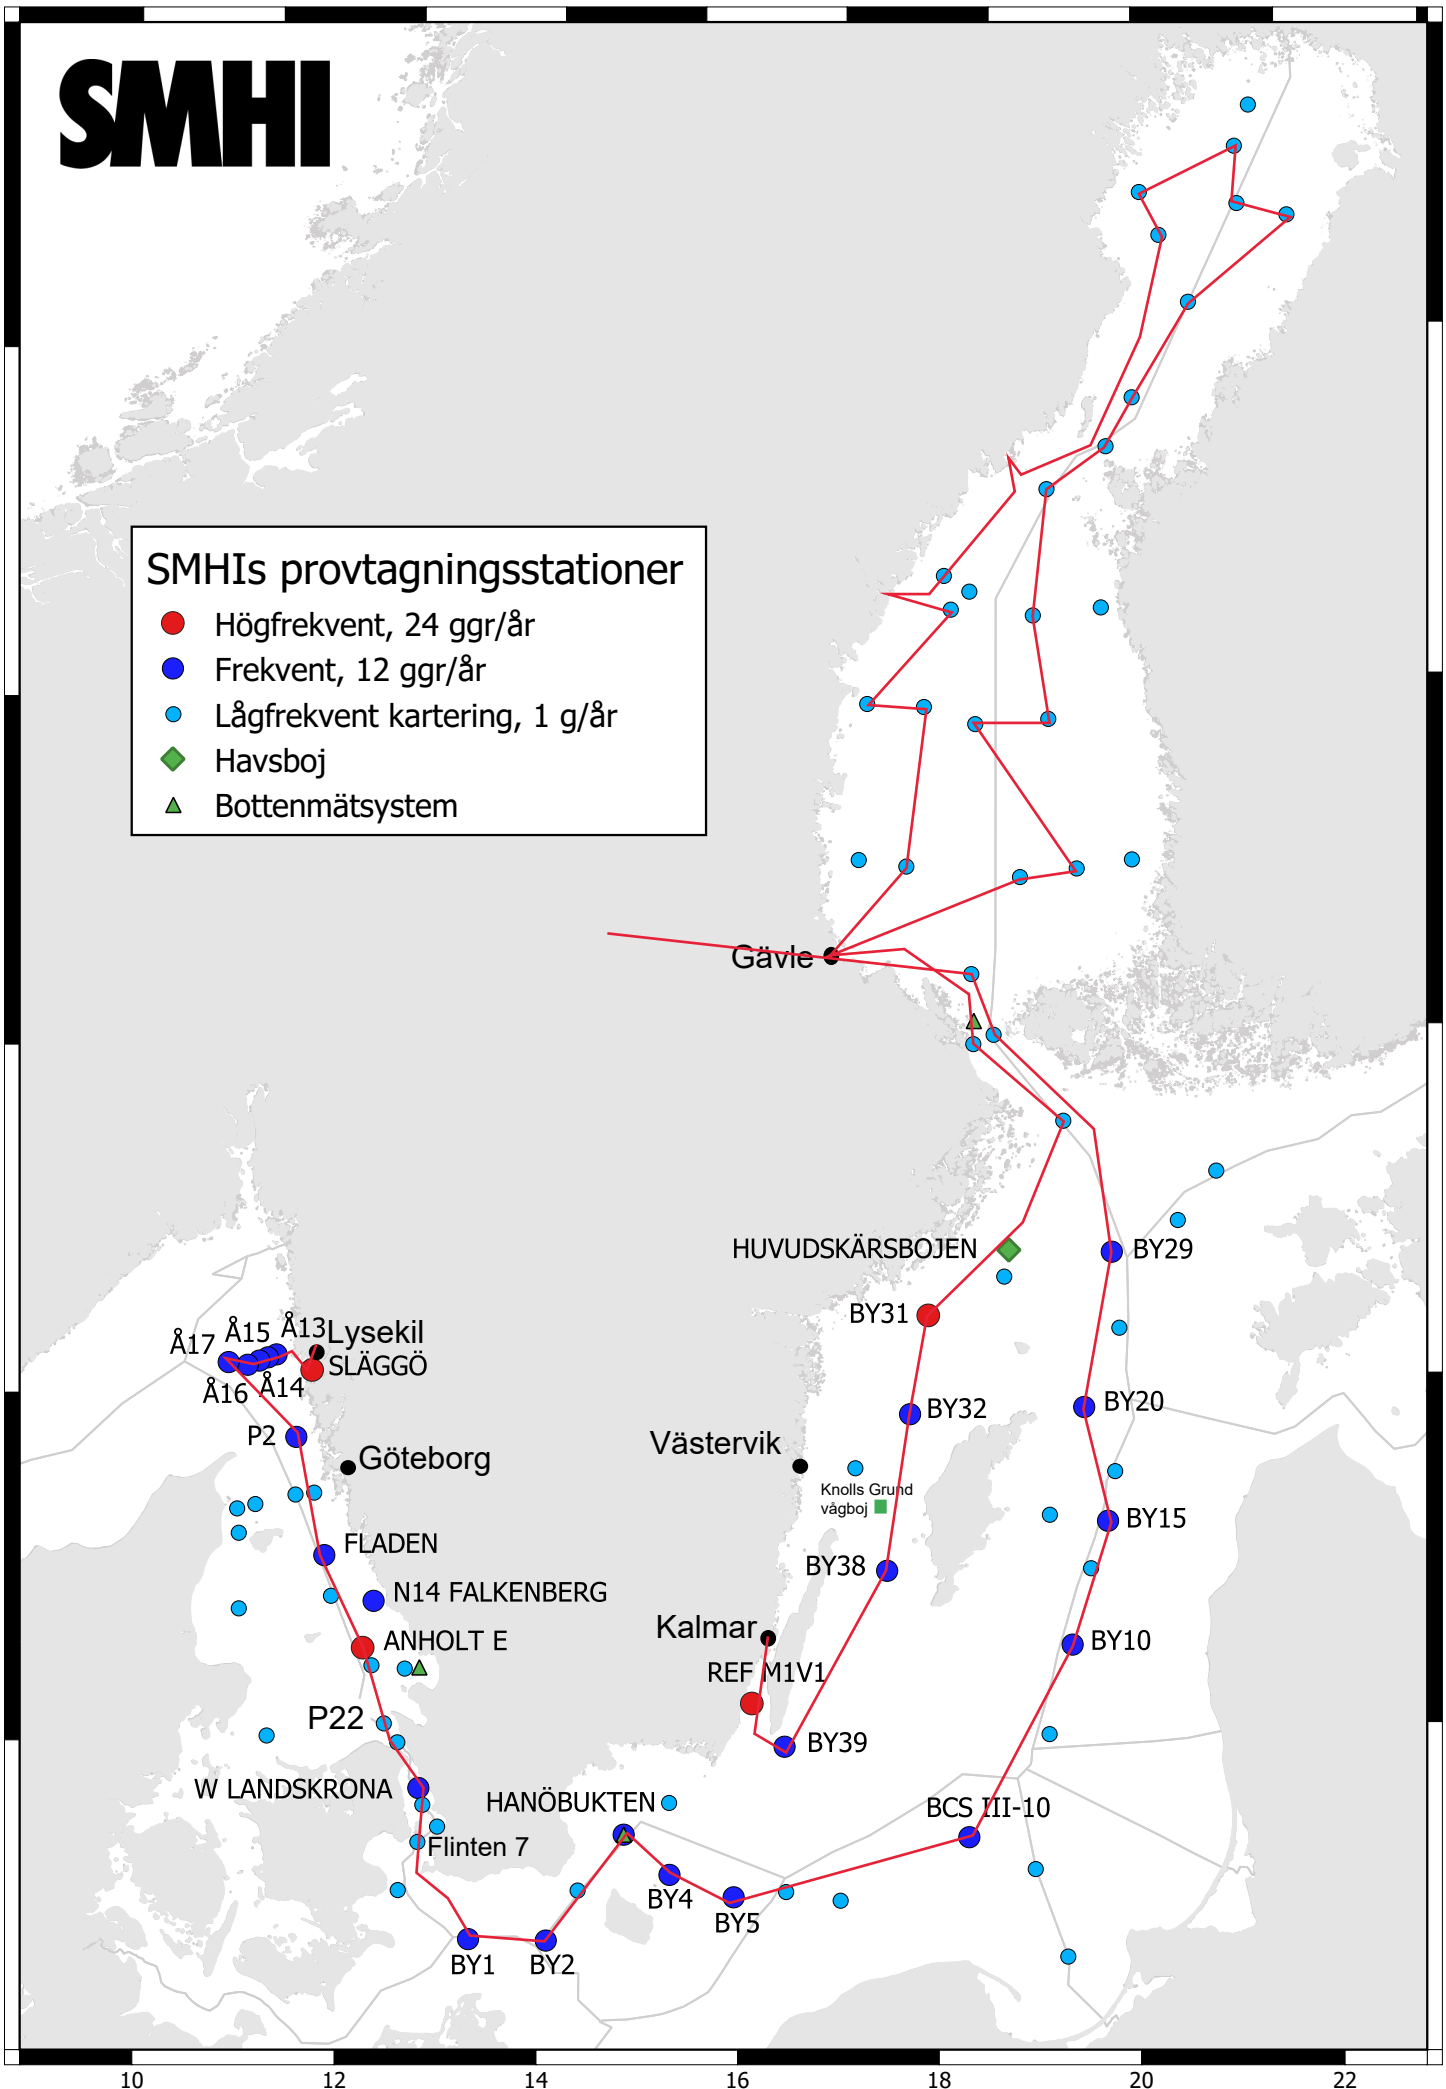 SMHI
SMHIs provtagningsstationer
Högfrekvent, 24 ggr/år
Frekvent, 12 ggr/år
Lågfrekvent kartering, 1 g/år
Havsboj
Bottenmätsystem
Gävle
HUVUDSKÄRSBOJEN
BY29
BY31
Å17
Å15
Å13
Lysekil
SLÄGGÖ
Å16
Å14
BY32
BY20
P2
Västervik
Göteborg
Knolls Grund
vågboj
BY15
FLADEN
BY38
N14 FALKENBERG
Kalmar
ANHOLT E
BY10
REF M1V1
P22
BY39
W LANDSKRONA
HANÖBUKTEN
BCS III-10
Flinten 7
BY4
BY5
BY1
BY2
10
12
14
16
18
20
22